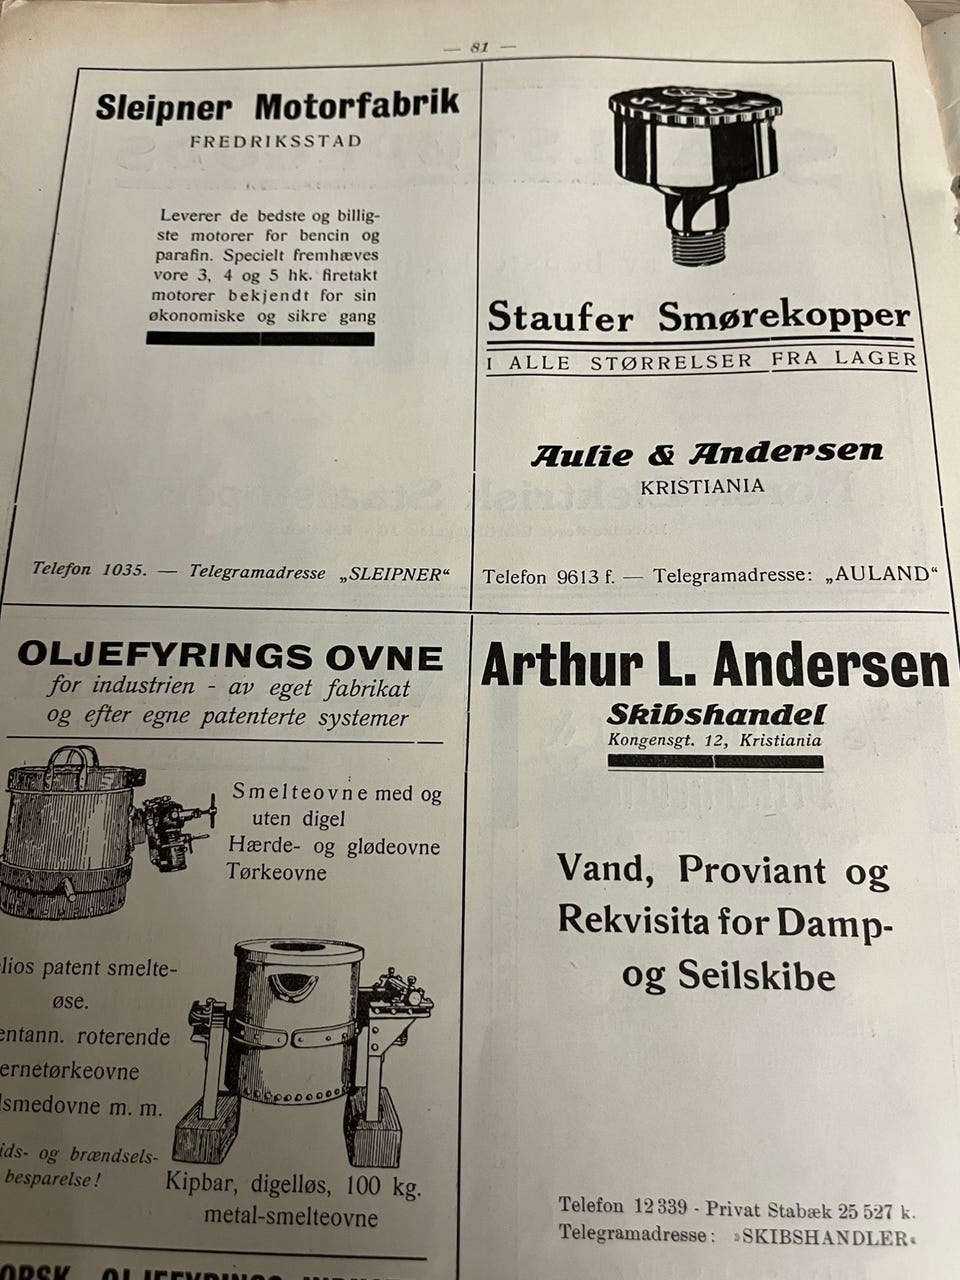 — 81 —
Sleipner Motorfabrik
FREDRIKSSTAD
Leverer de bedste og billig-
ste motorer for bencin og
parafin. Specielt fremhæves
vore 3, 4 og 5 hk. firetakt
motorer bekjendt for sin
økonomiske og sikre gang
Telefon 1035. — Telegramadresse „SLEIPNER“
Staufer Smørekopper
I ALLE STØRRELSER FRA LAGER
Aulie & Andersen
KRISTIANIA
Telefon 9613 f. — Telegramadresse: „AULAND“
OLJEFYRINGS OVNE
for industrien - av eget fabrikat
og efter egne patenterte systemer
Smelteovne med og
uten digel
Hærde- og glødeovne
Tørkeovne
lios patent smelte-
øse.
entann. roterende
ernetørkeovne
lsmedovne m. m.
ids- og brændsels-
besparelse!
Kipbar, digelløs, 100 kg.
metal-smelteovne
Arthur L. Andersen
Skibshandel
Kongensgt. 12, Kristiania
Vand, Proviant og
Rekvisita for Damp-
og Seilskibe
Telefon 12 339 - Privat Stabæk 25 527 k.
Telegramadresse: »SKIBSHANDLER«